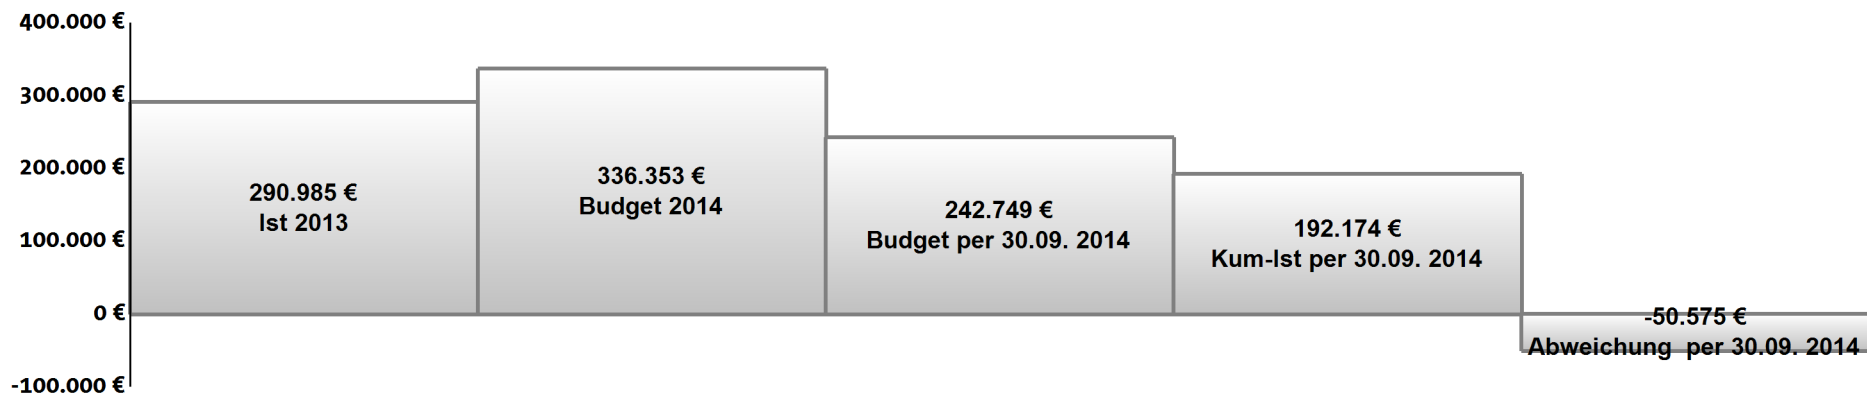 400.000 €
300.000 €
200.000 €
100.000 €
0 €
-100.000 €
290.985 €
Ist 2013
336.353 €
Budget 2014
242.749 €
Budget per 30.09. 2014
192.174 €
Kum-Ist per 30.09. 2014
-50.575 €
Abweichung  per 30.09. 2014